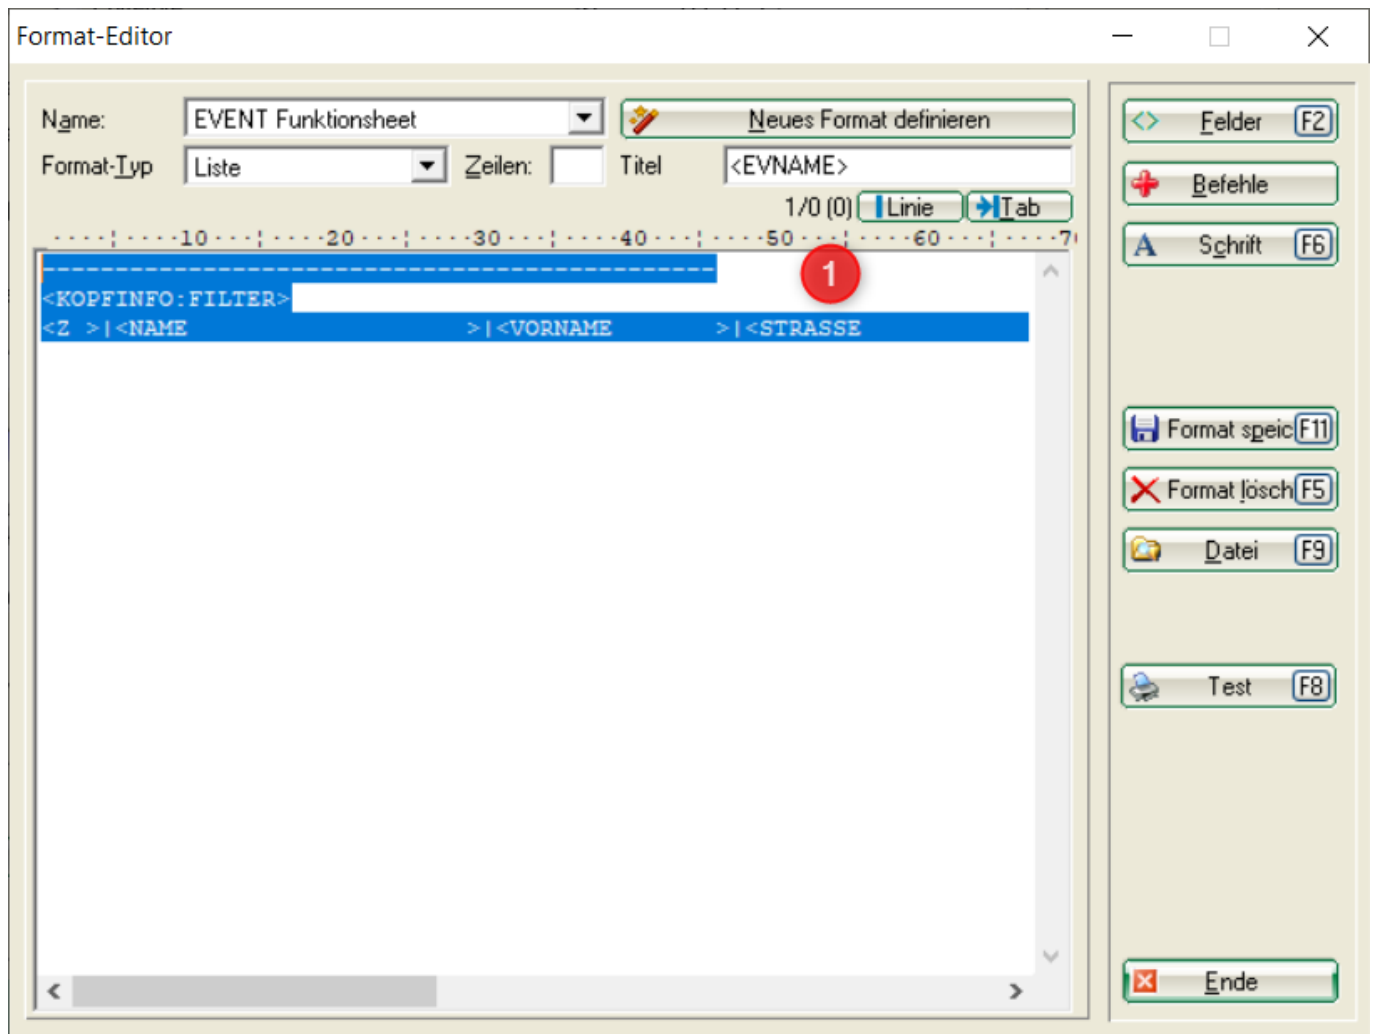 Format-Editor
Name: EVENT Funktionsheet Neues Format definieren
Format-Typ Liste Zeilen: Titel <EVNAME>
1/0 (0) Linie Tab
····¦····10···¦····20···¦····30···¦····40···¦····50···¦····60···¦····7
-----------------------------------------------
<KOPFINFO:FILTER>
<Z >|<NAME >|<VORNAME >|<STRASSE
1
Felder F2
Befehle
Schrift F6
Format speic F11
Format lösch F5
Datei F9
Test F8
Ende